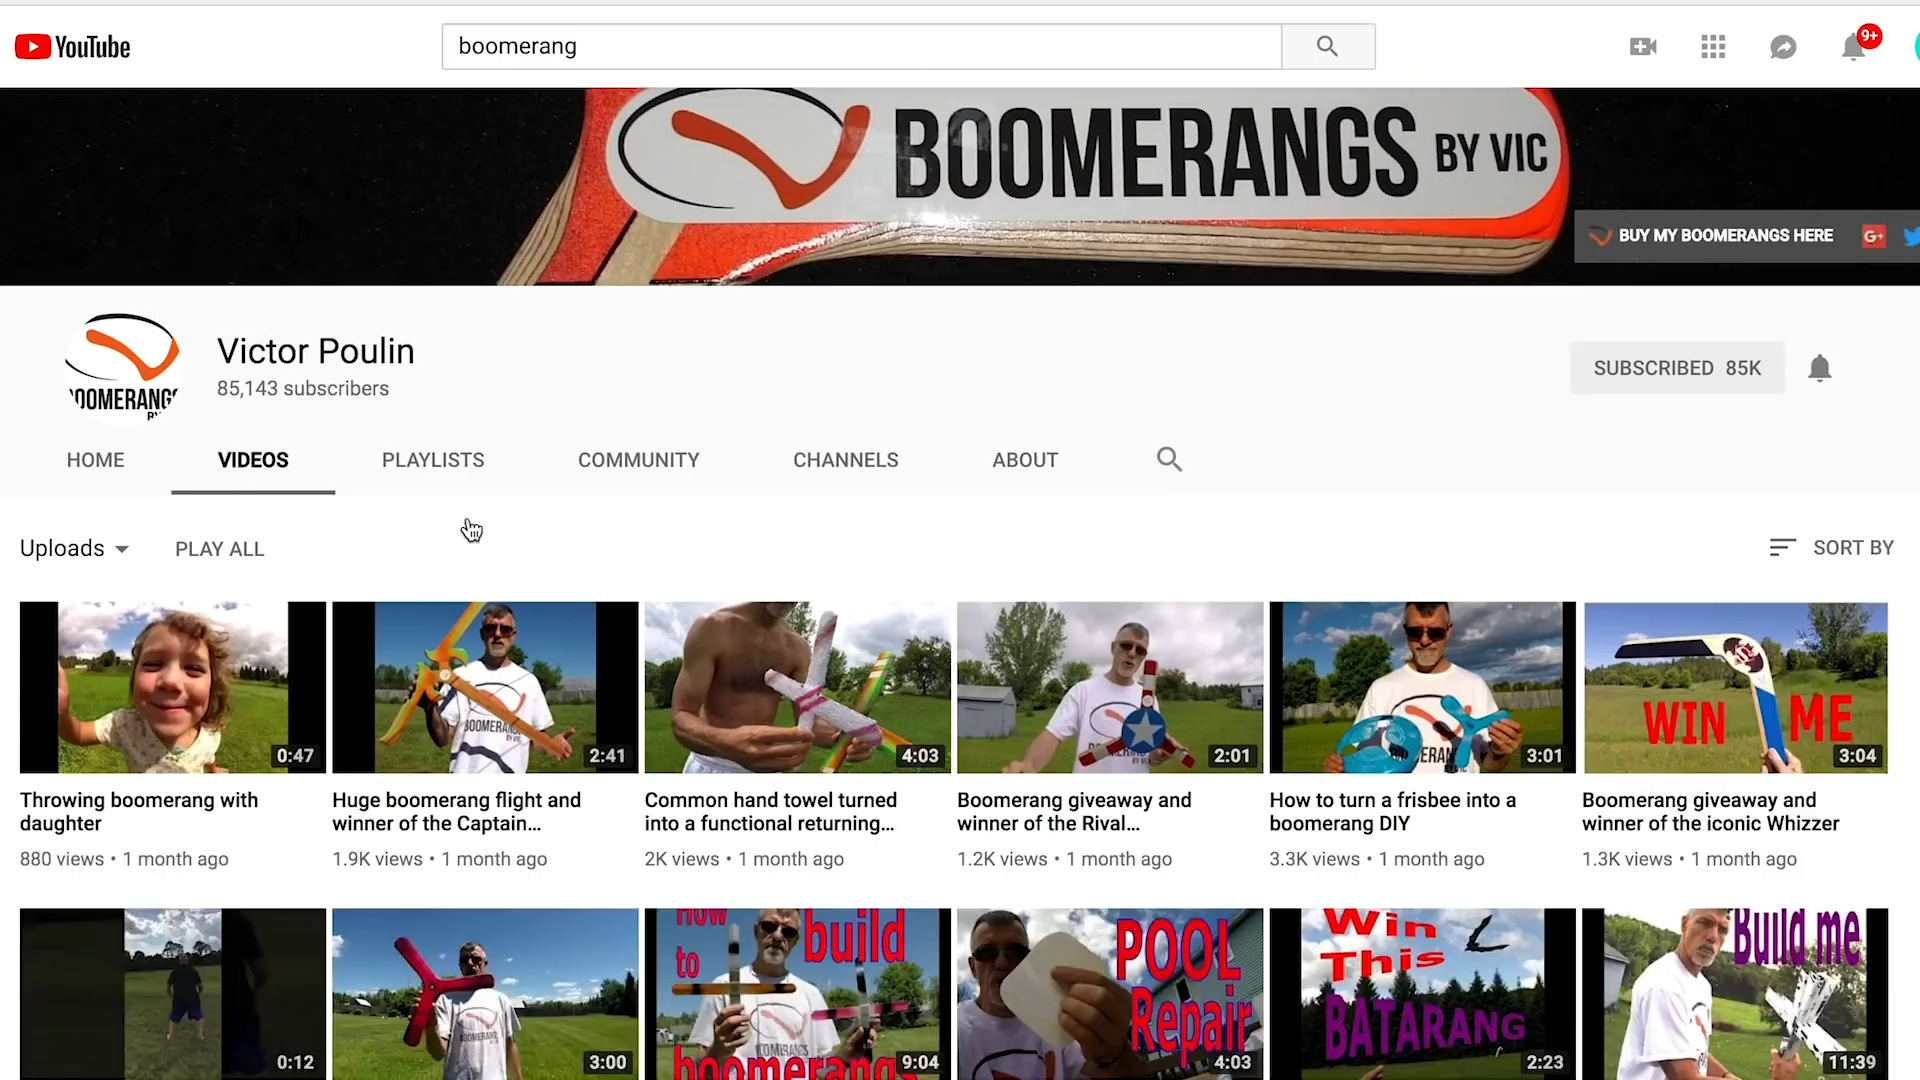 YouTube
boomerang
9+
BOOMERANGS BY VIC
BUY MY BOOMERANGS HERE
G+
Victor Poulin
85,143 subscribers
SUBSCRIBED 85K
HOME VIDEOS PLAYLISTS COMMUNITY CHANNELS ABOUT
Uploads PLAY ALL SORT BY
WIN ME
0:47 2:41 4:03 2:01 3:01 3:04
Throwing boomerang with
daughter
880 views • 1 month ago
Huge boomerang flight and
winner of the Captain...
1.9K views • 1 month ago
Common hand towel turned
into a functional returning...
2K views • 1 month ago
Boomerang giveaway and
winner of the Rival...
1.2K views • 1 month ago
How to turn a frisbee into a
boomerang DIY
3.3K views • 1 month ago
Boomerang giveaway and
winner of the iconic Whizzer
1.3K views • 1 month ago
0:12
3:00
How to build
boomerangs
9:04
POOL
Repair
4:03
Win
This
BATARANG
2:23
Build me
11:39